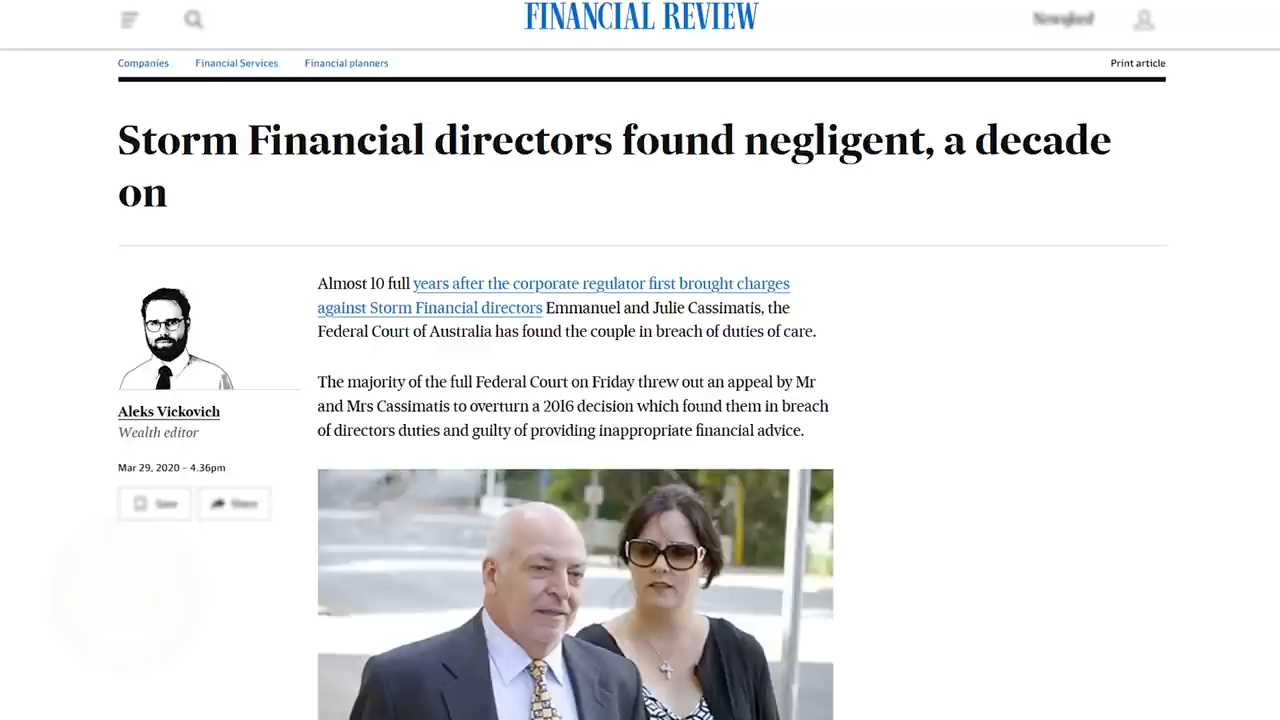 FINANCIAL REVIEW
Companies
Financial Services
Financial planners
Print article
Storm Financial directors found negligent, a decade
on
Almost 10 full years after the corporate regulator first brought charges
against Storm Financial directors Emmanuel and Julie Cassimatis, the
Federal Court of Australia has found the couple in breach of duties of care.
The majority of the full Federal Court on Friday threw out an appeal by Mr
and Mrs Cassimatis to overturn a 2016 decision which found them in breach
of directors duties and guilty of providing inappropriate financial advice.
Aleks Vickovich
Wealth editor
Mar 29, 2020 – 4.36pm